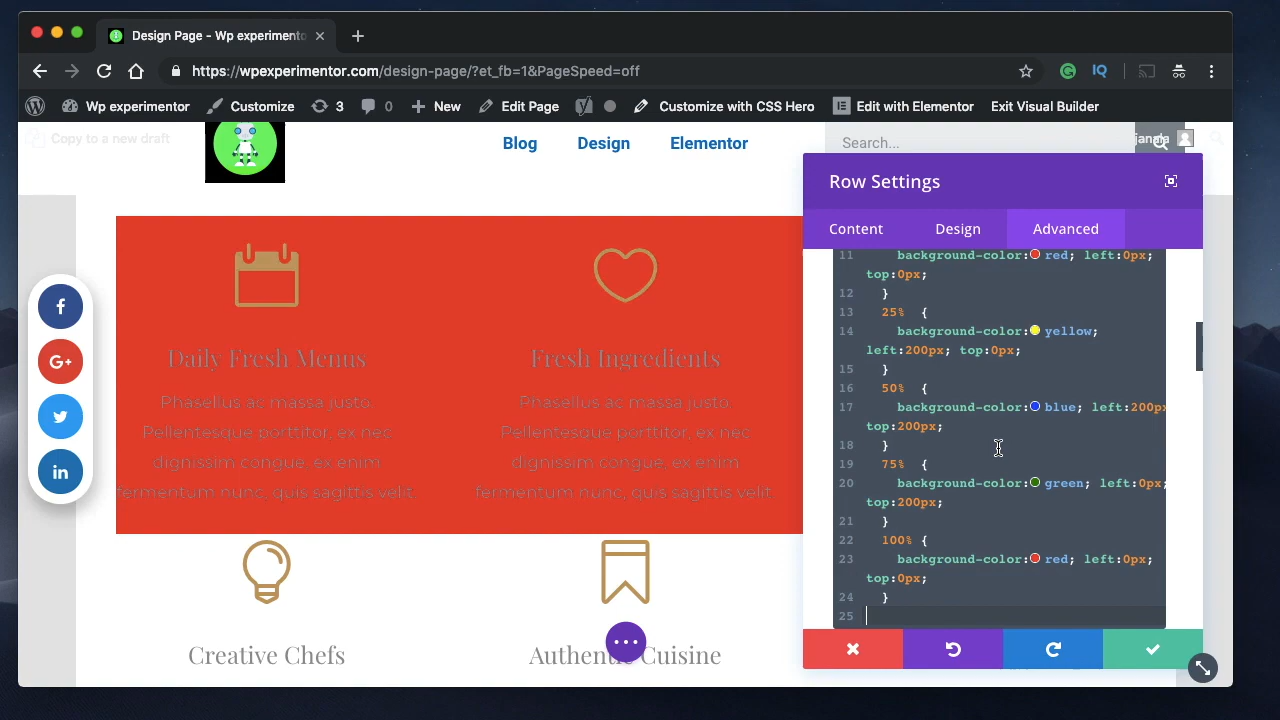 Design Page - Wp experimento
https://wpexperimentor.com/design-page/?et_fb=1&PageSpeed=off
Wp experimentor Customize 3 0 New Edit Page Customize with CSS Hero Edit with Elementor Exit Visual Builder
Copy to a new draft
Blog Design Elementor
Search...
Row Settings
Content Design Advanced
Daily Fresh Menus
Phasellus ac massa justo.
Pellentesque porttitor, ex nec
dignissim congue, ex enim
fermentum nunc, quis sagittis velit.
Fresh Ingredients
Phasellus ac massa justo.
Pellentesque porttitor, ex nec
dignissim congue, ex enim
fermentum nunc, quis sagittis velit.
Creative Chefs
Authentic Cuisine
f
G+
in
11 background-color: red; left:0px;
top:0px;
12 }
13 25% {
14 background-color: yellow;
left:200px; top:0px;
15 }
16 50% {
17 background-color: blue; left:200px
top:200px;
18 }
19 75% {
20 background-color: green; left:0px;
top:200px;
21 }
22 100% {
23 background-color: red; left:0px;
top:0px;
24 }
25